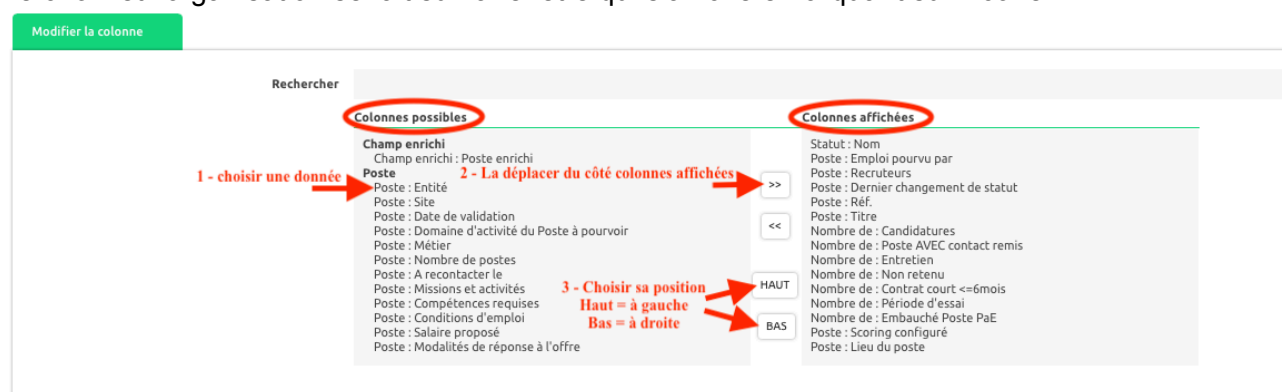 Modifier la colonne
Rechercher
Colonnes possibles
Champ enrichi
Champ enrichi : Poste enrichi
Poste
Poste : Entité
Poste : Site
Poste : Date de validation
Poste : Domaine d'activité du Poste à pourvoir
Poste : Métier
Poste : Nombre de postes
Poste : A recontacter le
Poste : Missions et activités
Poste : Compétences requises
Poste : Conditions d'emploi
Poste : Salaire proposé
Poste : Modalités de réponse à l'offre
1 - choisir une donnée
2 - La déplacer du côté colonnes affichées
3 - Choisir sa position
Haut = à gauche
Bas = à droite
>>
<<
HAUT
BAS
Colonnes affichées
Statut : Nom
Poste : Emploi pourvu par
Poste : Recruteurs
Poste : Dernier changement de statut
Poste : Réf.
Poste : Titre
Nombre de : Candidatures
Nombre de : Poste AVEC contact remis
Nombre de : Entretien
Nombre de : Non retenu
Nombre de : Contrat court <=6mois
Nombre de : Période d'essai
Nombre de : Embauché Poste PaE
Poste : Scoring configuré
Poste : Lieu du poste